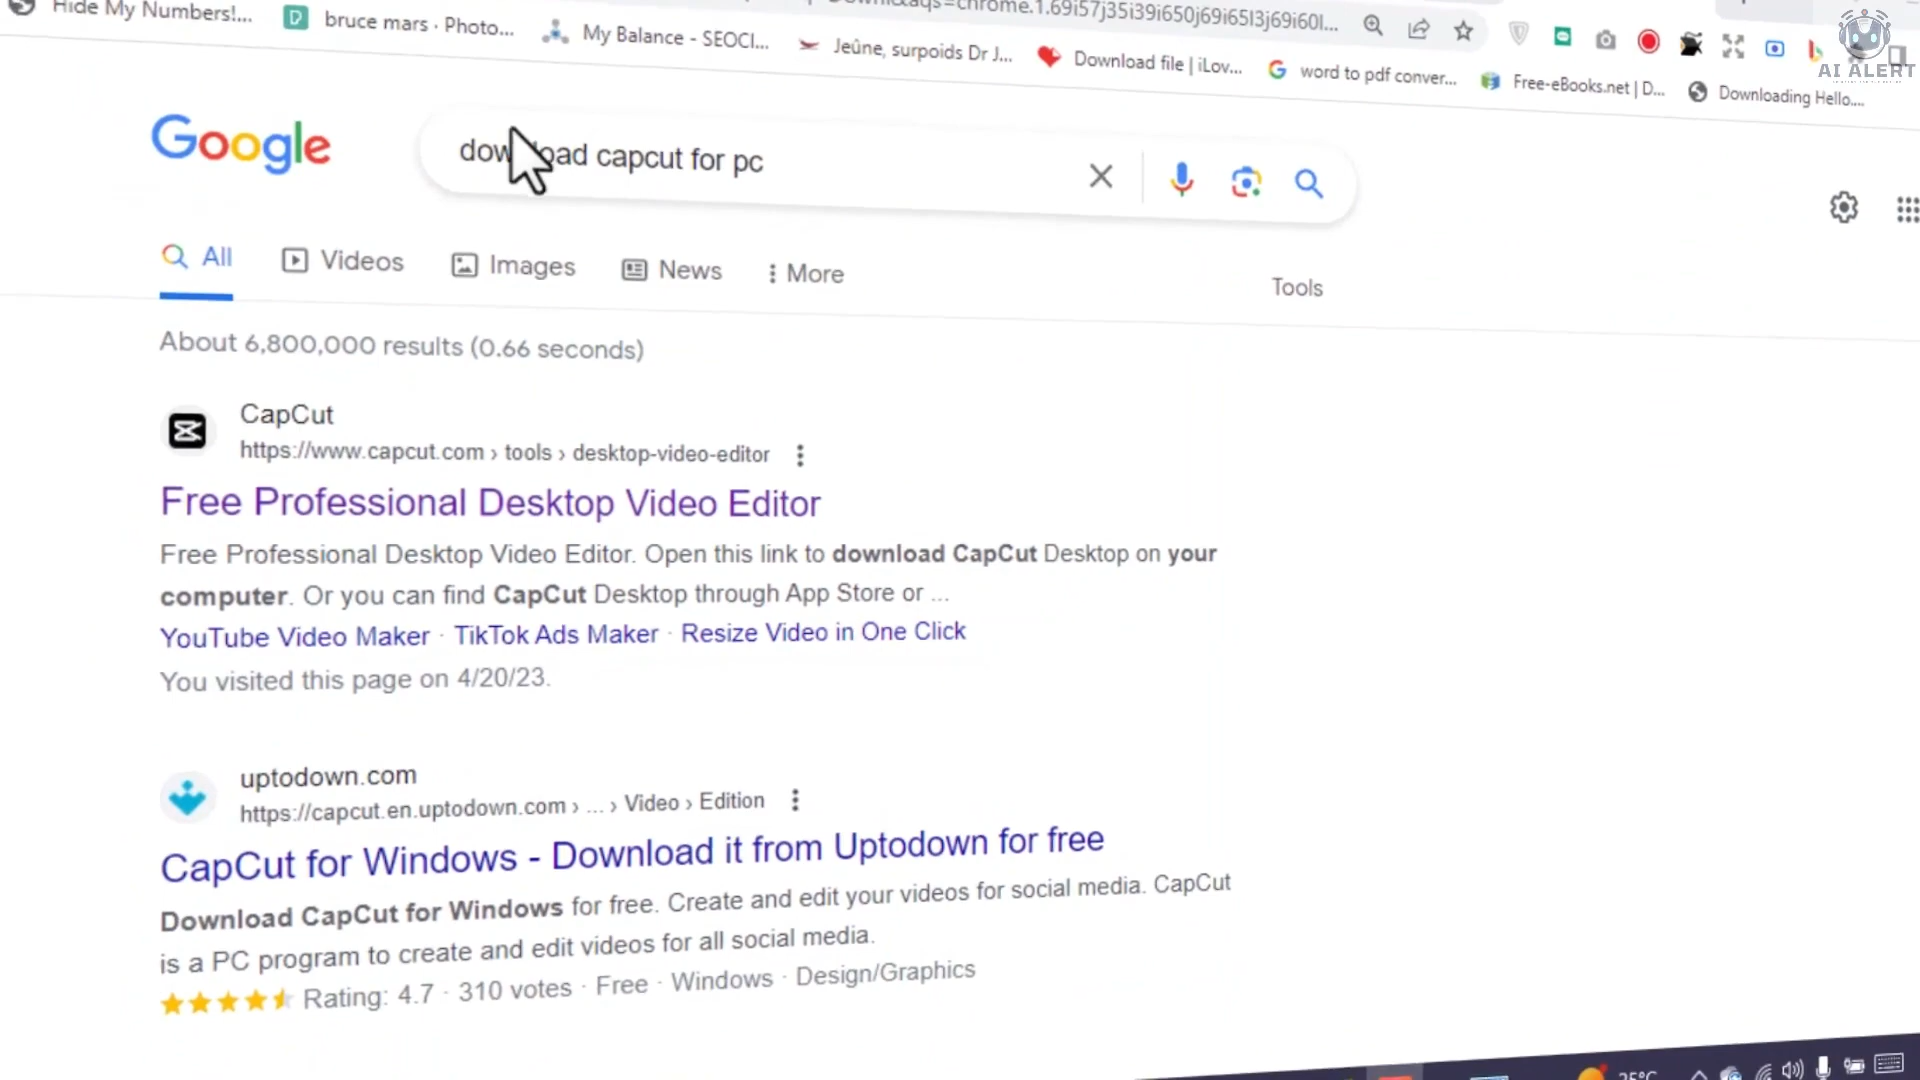 Hide My Numbers!...
bruce mars · Photo...
My Balance - SEOCl...
Jeûne, surpoids Dr J...
Download file | iLov...
word to pdf conver...
Free-eBooks.net | D...
Downloading Hello....
AI ALERT
Google
download capcut for pc
All
Videos
Images
News
More
Tools
About 6,800,000 results (0.66 seconds)
CapCut
https://www.capcut.com › tools › desktop-video-editor
Free Professional Desktop Video Editor
Free Professional Desktop Video Editor. Open this link to download CapCut Desktop on your
computer. Or you can find CapCut Desktop through App Store or ...
YouTube Video Maker · TikTok Ads Maker · Resize Video in One Click
You visited this page on 4/20/23.
uptodown.com
https://capcut.en.uptodown.com › ... › Video › Edition
CapCut for Windows - Download it from Uptodown for free
Download CapCut for Windows for free. Create and edit your videos for social media. CapCut
is a PC program to create and edit videos for all social media.
Rating: 4.7 · 310 votes · Free · Windows · Design/Graphics